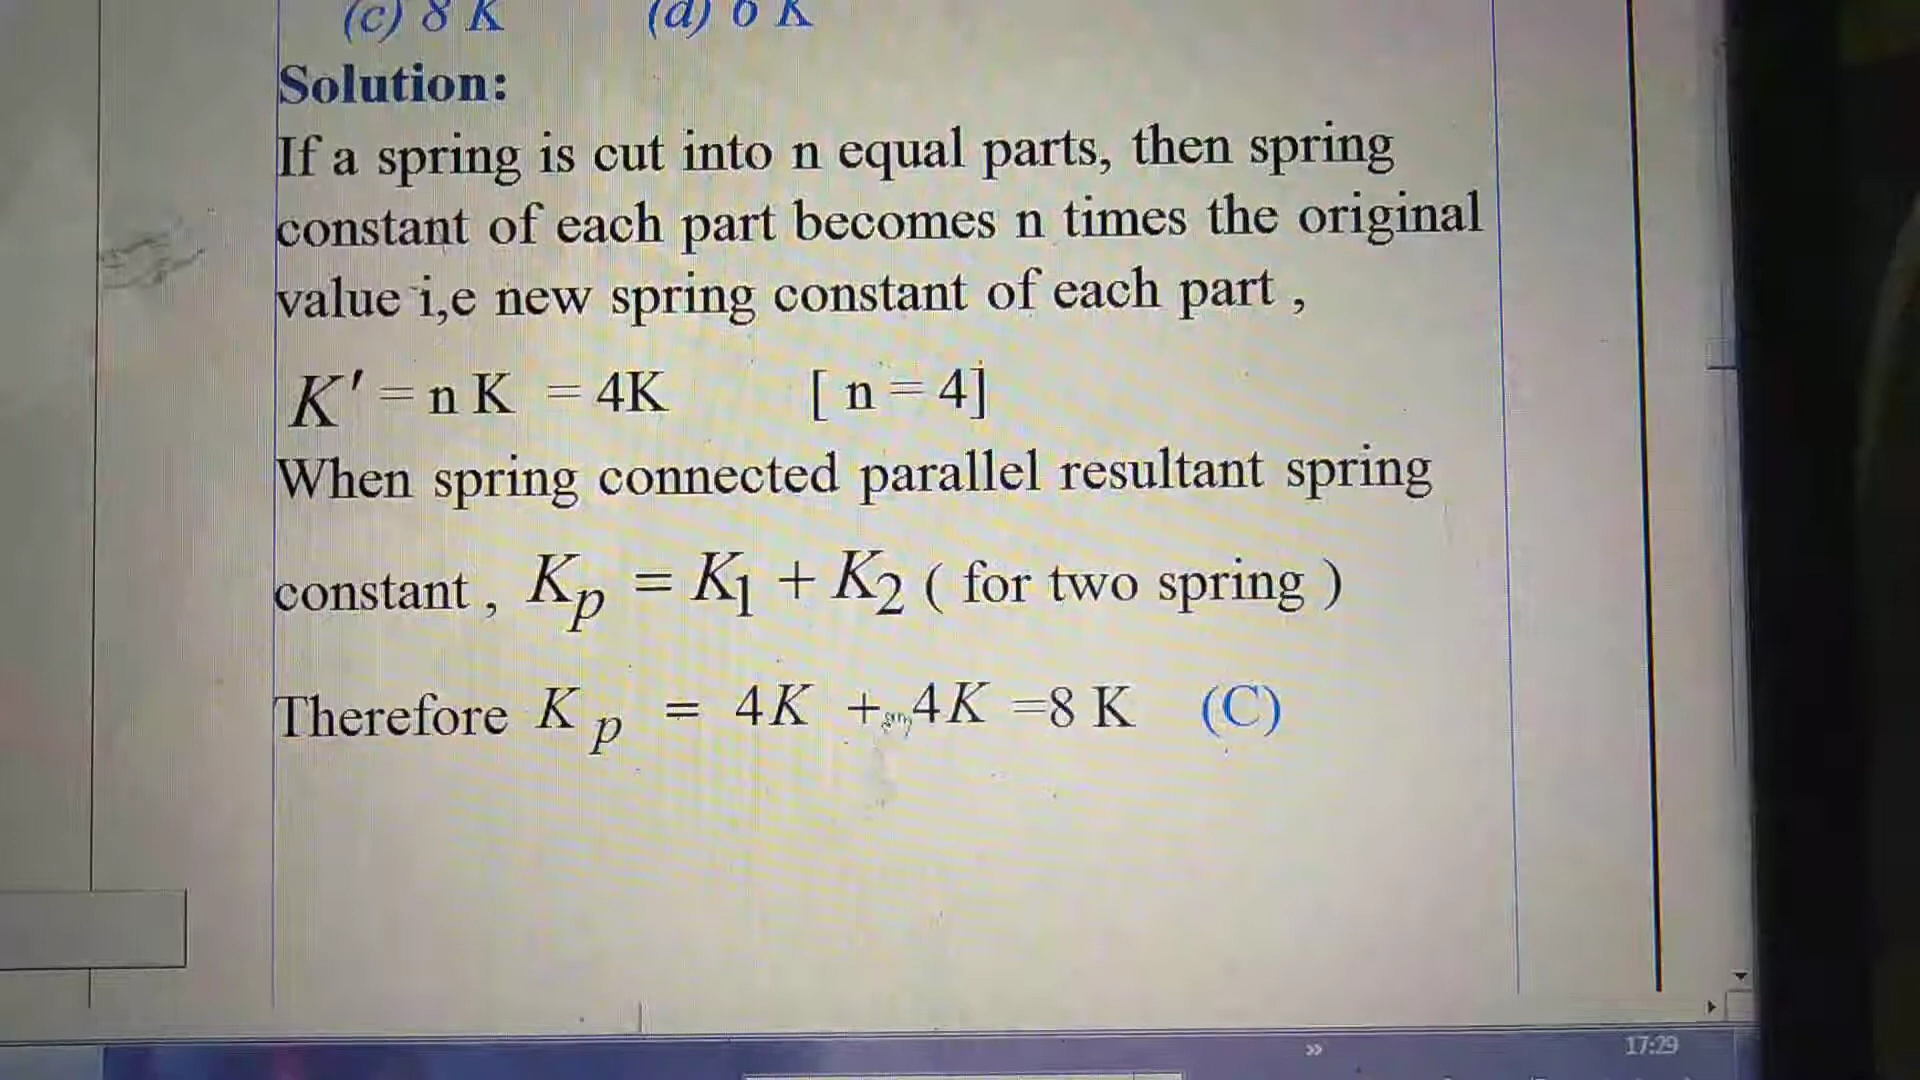 (c) 8 K (d) 6 K
Solution:
If a spring is cut into n equal parts, then spring
constant of each part becomes n times the original
value i,e new spring constant of each part ,
K' = n K = 4K [ n = 4]
When spring connected parallel resultant spring
constant , Kp = K1 + K2 ( for two spring )
Therefore K p = 4K + 4K =8 K (C)
17:29